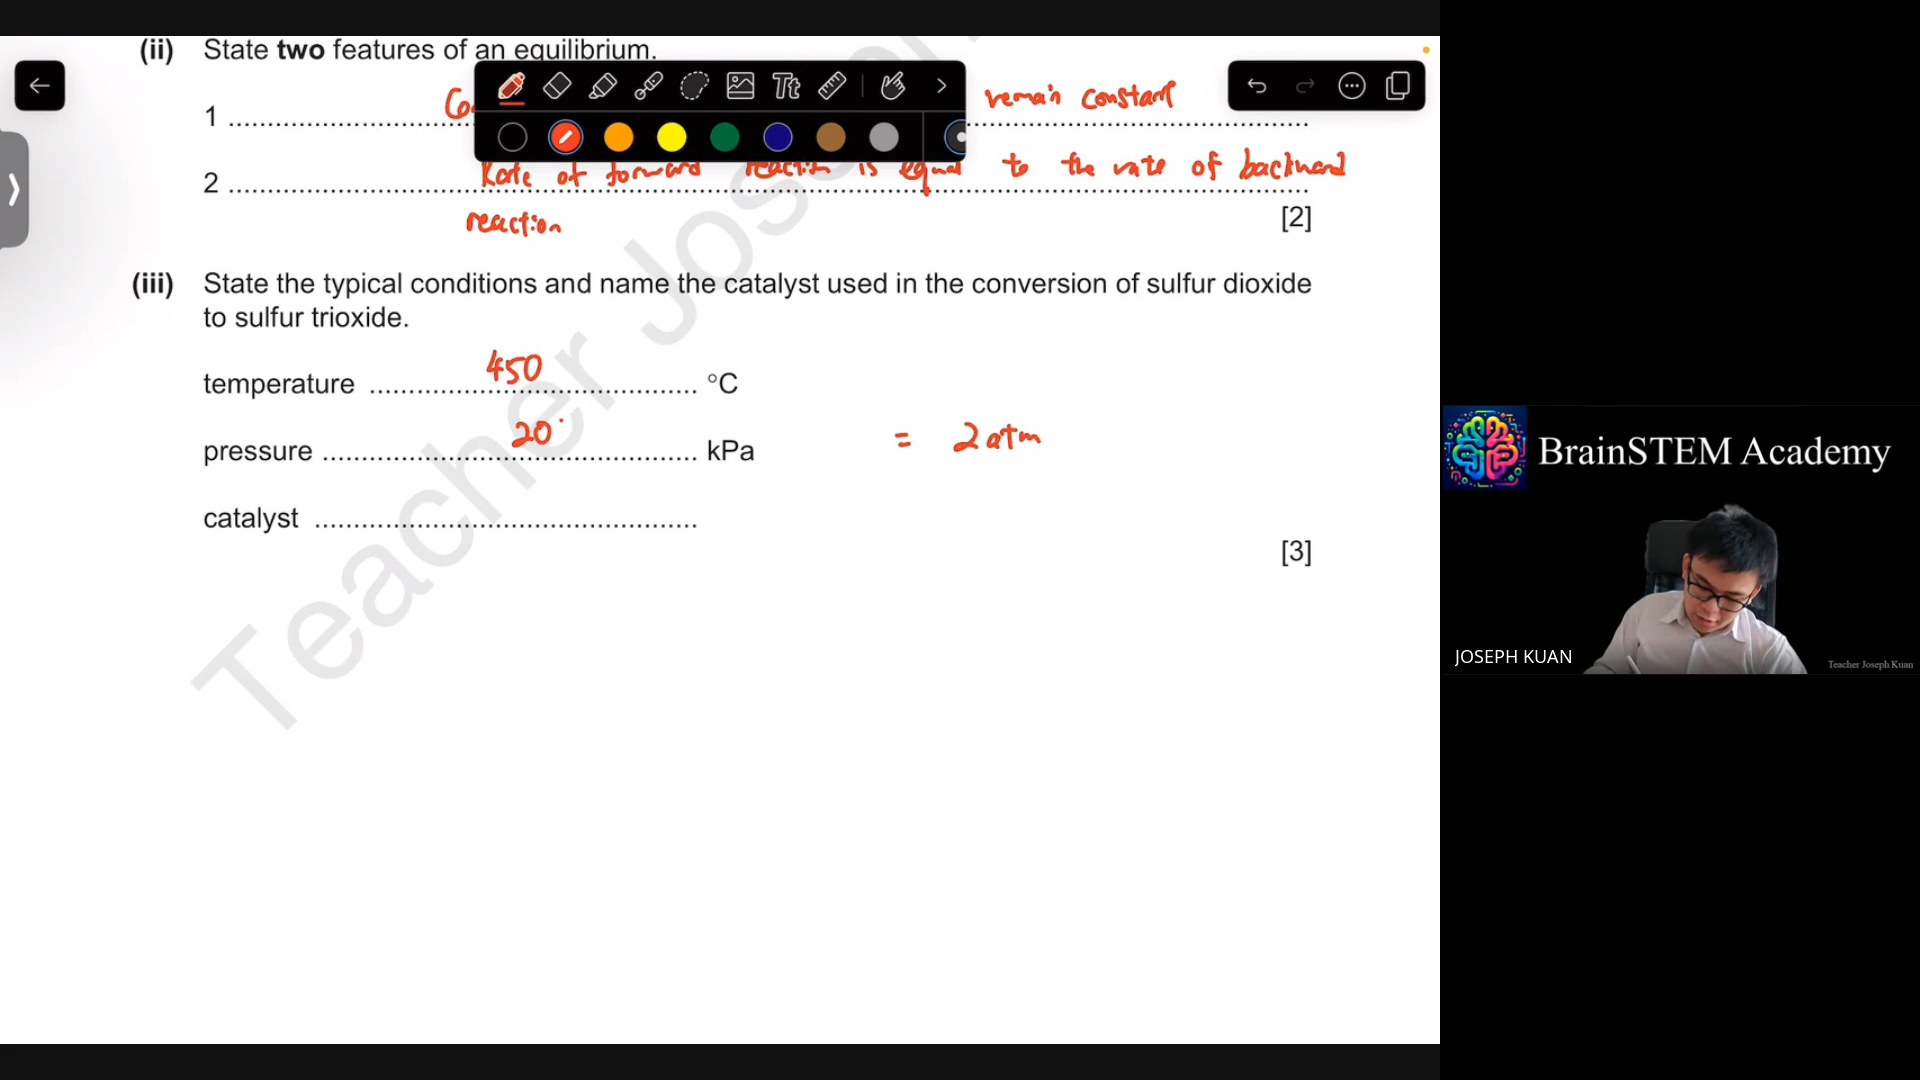 (ii) State two features of an equilibrium.
1 ........ remain constant
2 ........ Rate of forward reaction is equal to the rate of backward
reaction
[2]
(iii) State the typical conditions and name the catalyst used in the conversion of sulfur dioxide
to sulfur trioxide.
temperature ........ 450 ........ °C
pressure ........ 20 ........ kPa = 2 atm
catalyst ........
[3]
Teacher Joseph
Tt
BrainSTEM Academy
JOSEPH KUAN
Teacher Joseph Kuan